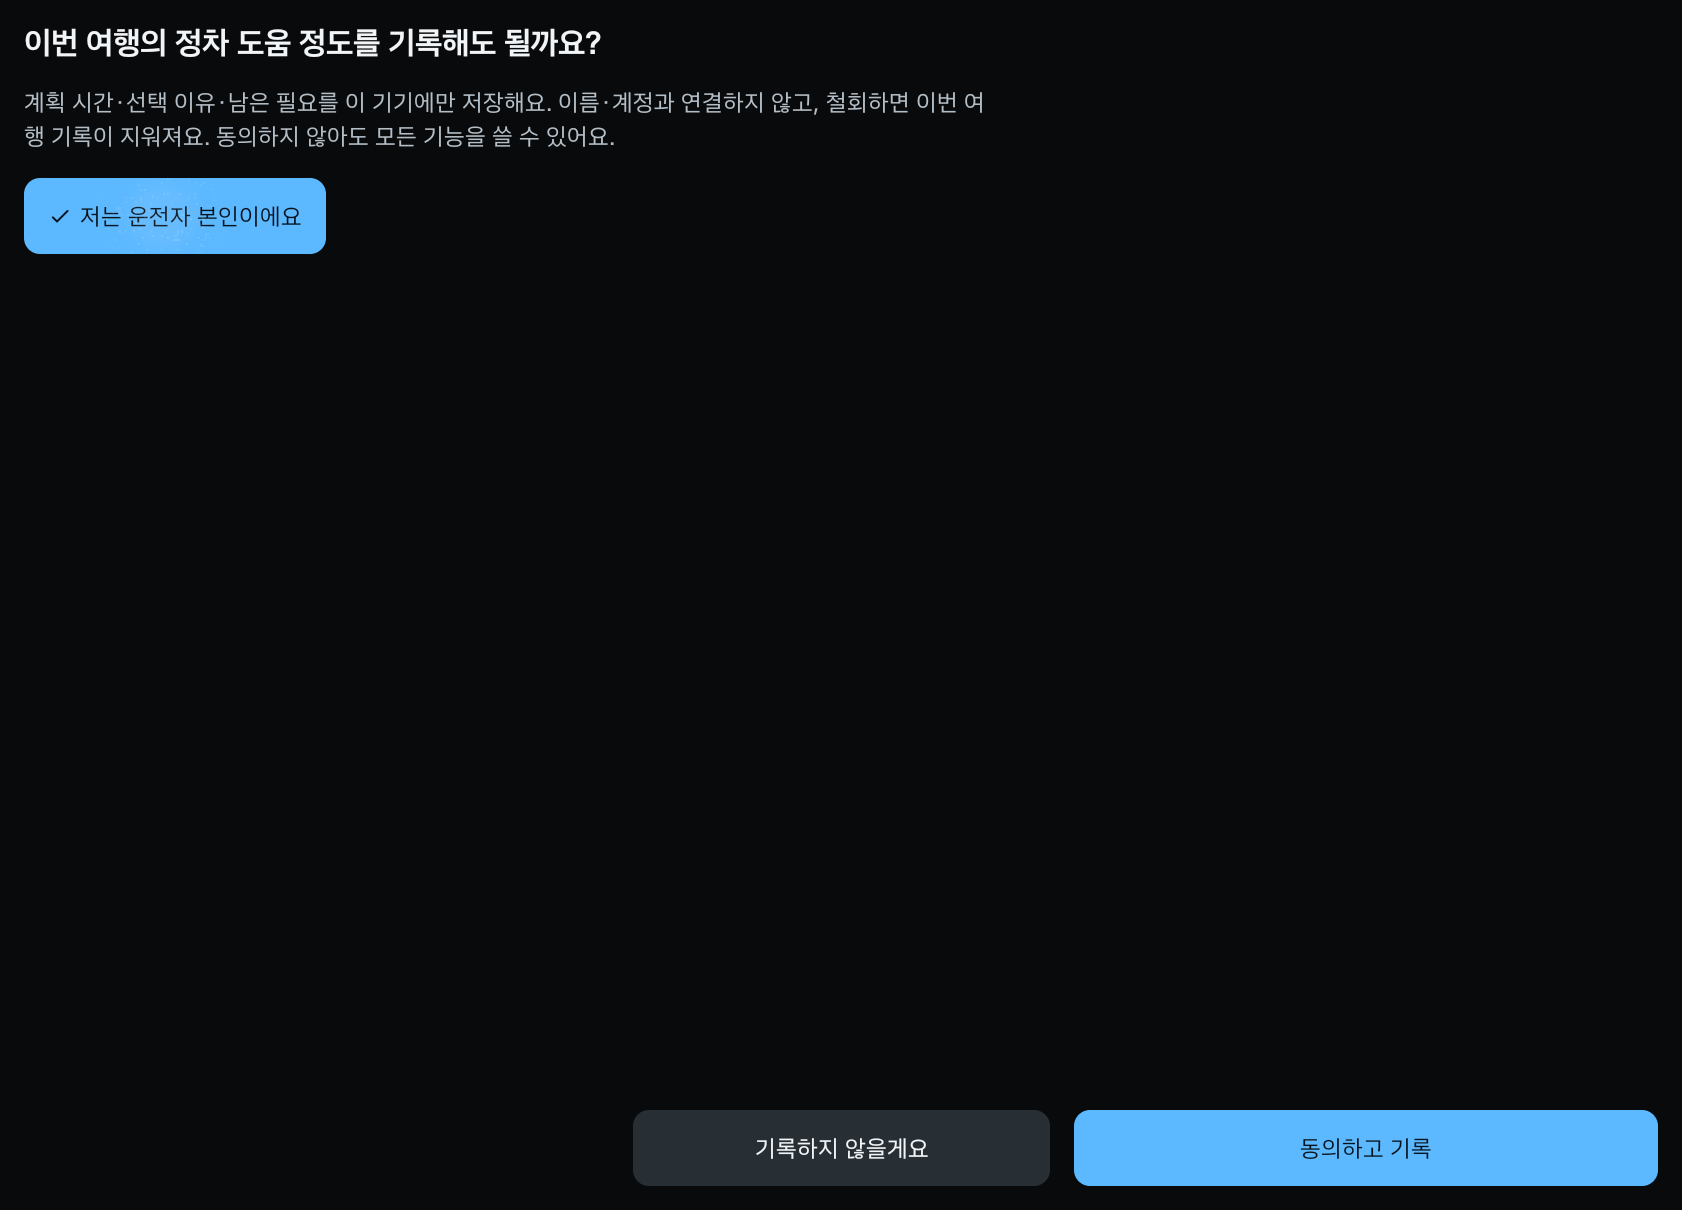 이번 여행의 정차 도움 정도를 기록해도 될까요?
계획 시간·선택 이유·남은 필요를 이 기기에만 저장해요. 이름·계정과 연결하지 않고, 철회하면 이번 여
행 기록이 지워져요. 동의하지 않아도 모든 기능을 쓸 수 있어요.
저는 운전자 본인이에요
기록하지 않을게요
동의하고 기록